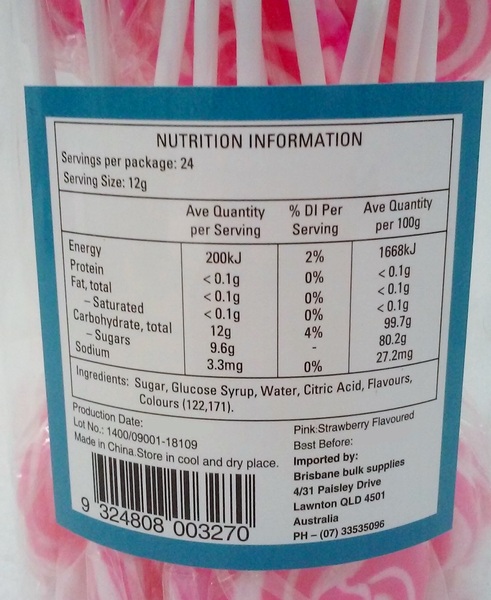 NUTRITION INFORMATION
Servings per package: 24
Serving Size: 12g
Ave Quantity per Serving % DI Per Serving Ave Quantity per 100g
Energy 200kJ 2% 1668kJ
Protein < 0.1g 0% < 0.1g
Fat, total < 0.1g 0% < 0.1g
– Saturated < 0.1g 0% < 0.1g
Carbohydrate, total 12g 4% 99.7g
– Sugars 9.6g - 80.2g
Sodium 3.3mg 0% 27.2mg
Ingredients: Sugar, Glucose Syrup, Water, Citric Acid, Flavours,
Colours (122,171).
Production Date:
Lot No.: 1400/09001-18109
Made in China.Store in cool and dry place.
9 324808 003270
Pink:Strawberry Flavoured
Best Before:
Imported by:
Brisbane bulk supplies
4/31 Paisley Drive
Lawnton QLD 4501
Australia
PH – (07) 33535096